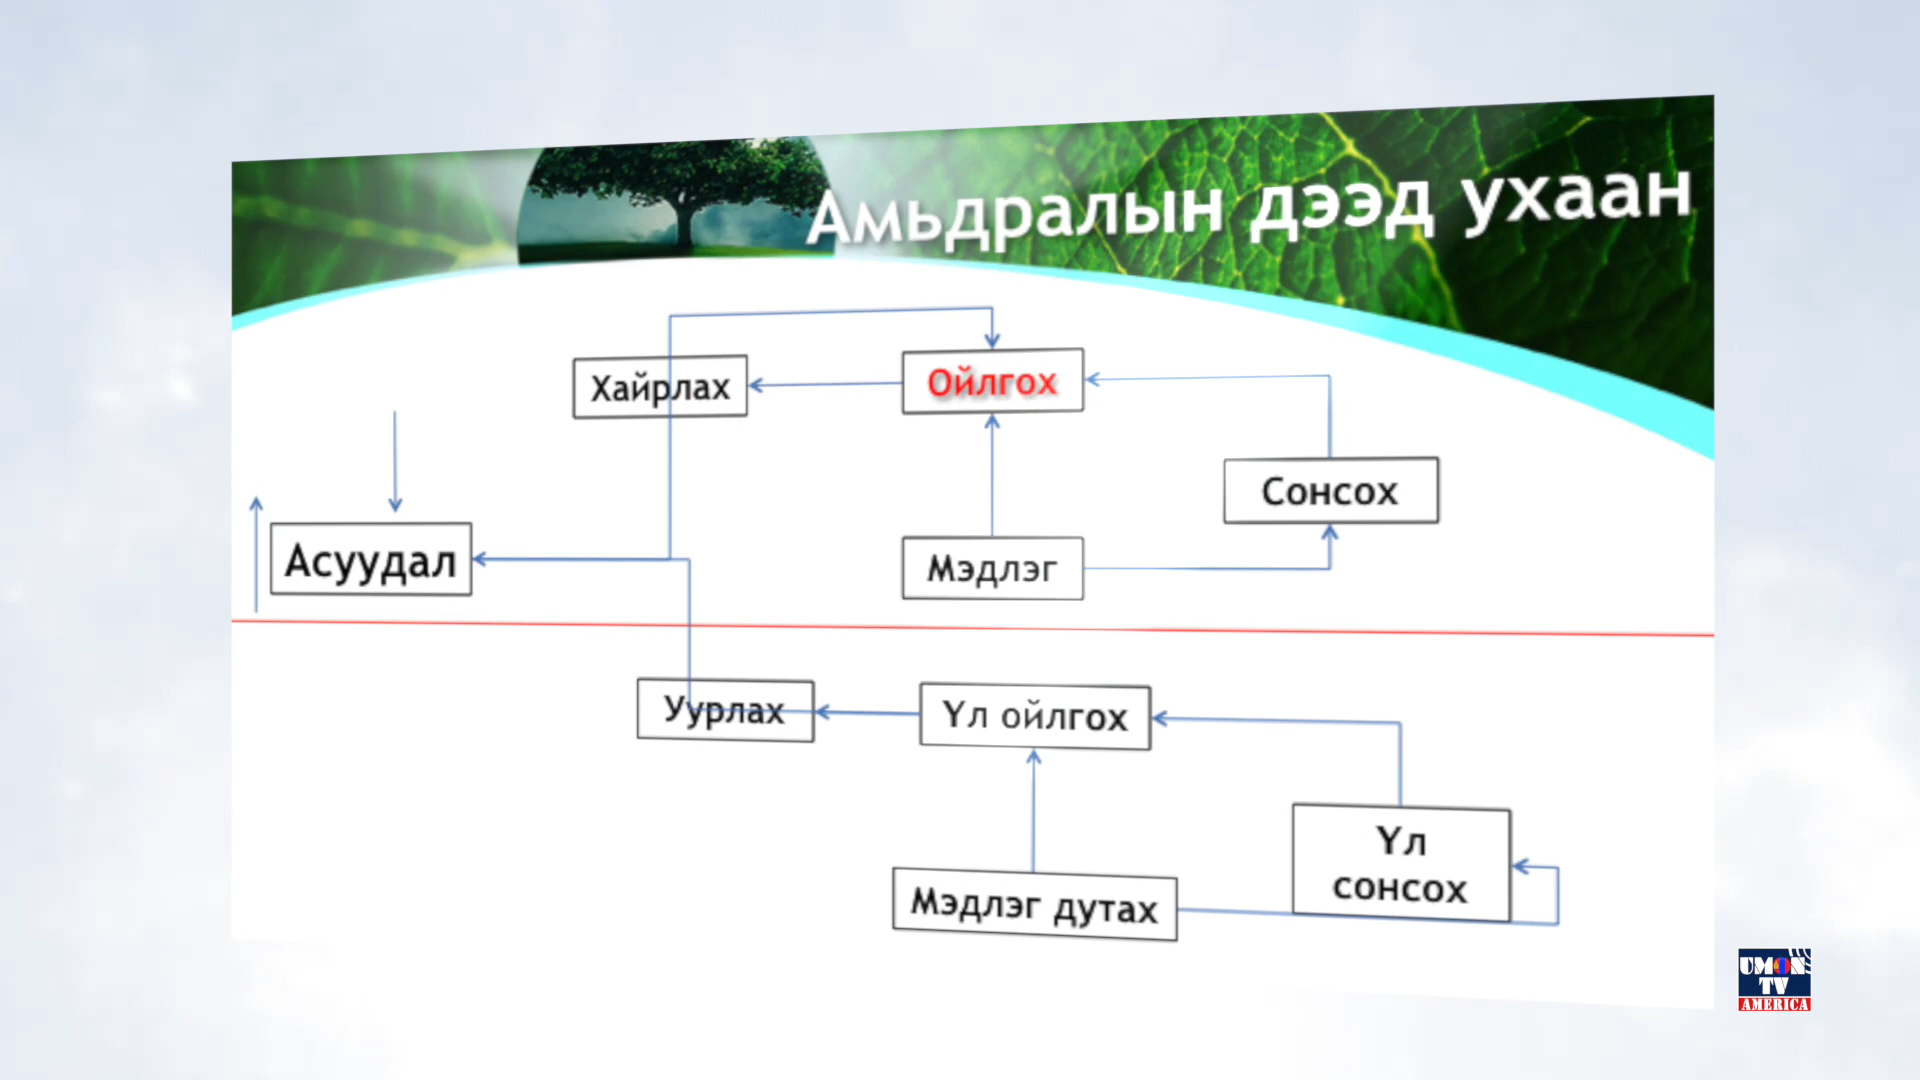 Амьдралын дээд ухаан
Хайрлах
Ойлгох
Сонсох
Асуудал
Мэдлэг
Уурлах
Үл ойлгох
Үл
сонсох
Мэдлэг дутах
UMON
TV
AMERICA